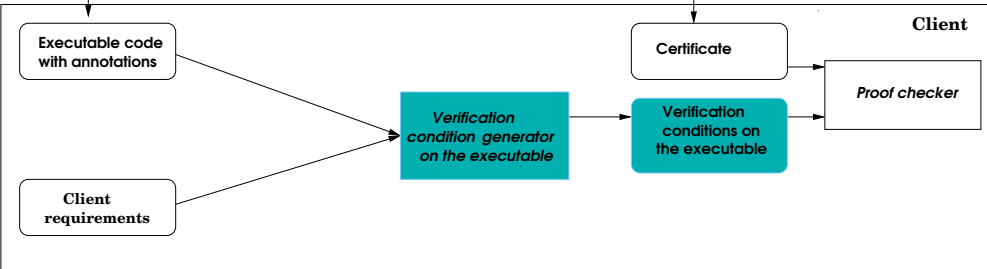 Client
Executable code
with annotations
Certificate
Proof checker
Verification
condition generator
on the executable
Verification
conditions on
the executable
Client
requirements